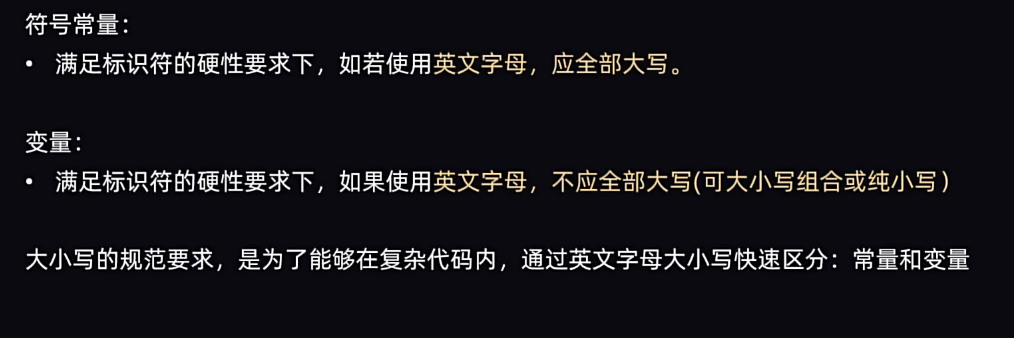 符号常量：
• 满足标识符的硬性要求下，如若使用英文字母，应全部大写。
变量：
• 满足标识符的硬性要求下，如果使用英文字母，不应全部大写(可大小写组合或纯小写）
大小写的规范要求，是为了能够在复杂代码内，通过英文字母大小写快速区分：常量和变量